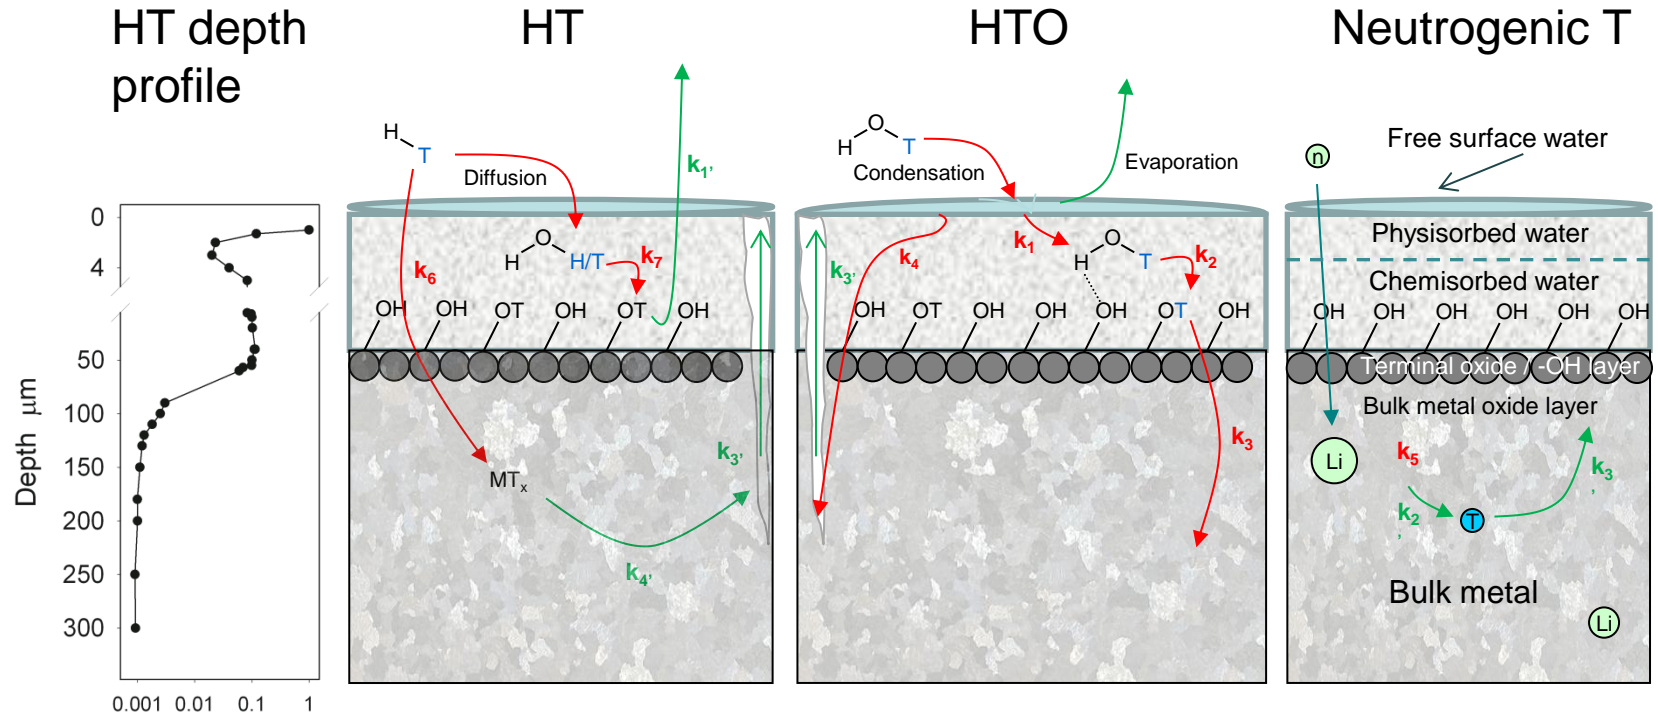 HT depth
profile
0
4
50
100
150
200
250
300
Depth μm
0.001 0.01 0.1 1
HT
H
T
Diffusion
k1'
O
H H/T
k7
k6
OH OH OT OH OT OH
MTx
k3'
k4'
HTO
O
H T
Condensation
Evaporation
k1
O
H T
k2
k4
k3'
OH OT OH OH OH OT OH
k3
Neutrogenic T
n
Free surface water
Physisorbed water
Chemisorbed water
OH OH OH OH OH OH
Terminal oxide / -OH layer
Bulk metal oxide layer
Li
k5
k3'
k2'
T
Bulk metal
Li